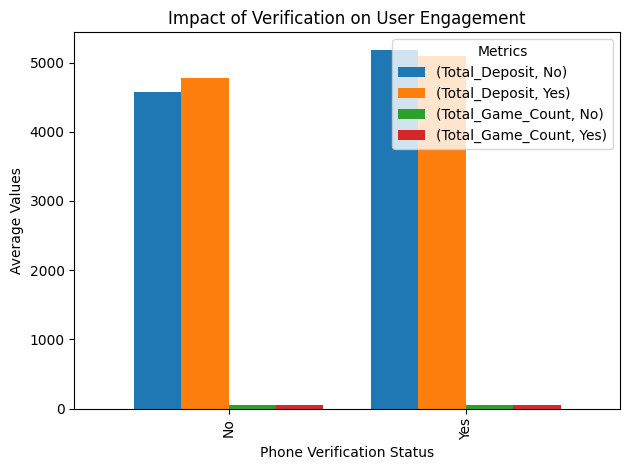 Impact of Verification on User Engagement
Metrics
(Total_Deposit, No)
(Total_Deposit, Yes)
(Total_Game_Count, No)
(Total_Game_Count, Yes)
Average Values
5000
4000
3000
2000
1000
0
No
Yes
Phone Verification Status